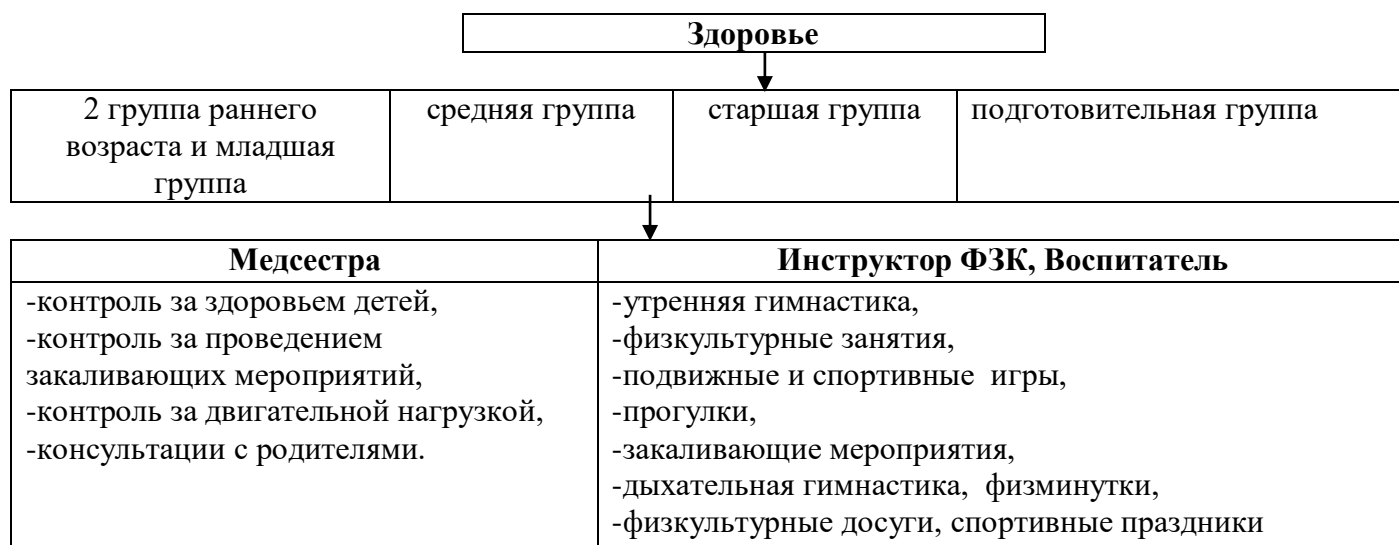 Здоровье
2 группа раннего
возраста и младшая
группа
средняя группа
старшая группа
подготовительная группа
Медсестра
-контроль за здоровьем детей,
-контроль за проведением
закаливающих мероприятий,
-контроль за двигательной нагрузкой,
-консультации с родителями.
Инструктор ФЗК, Воспитатель
-утренняя гимнастика,
-физкультурные занятия,
-подвижные и спортивные игры,
-прогулки,
-закаливающие мероприятия,
-дыхательная гимнастика, физминутки,
-физкультурные досуги, спортивные праздники